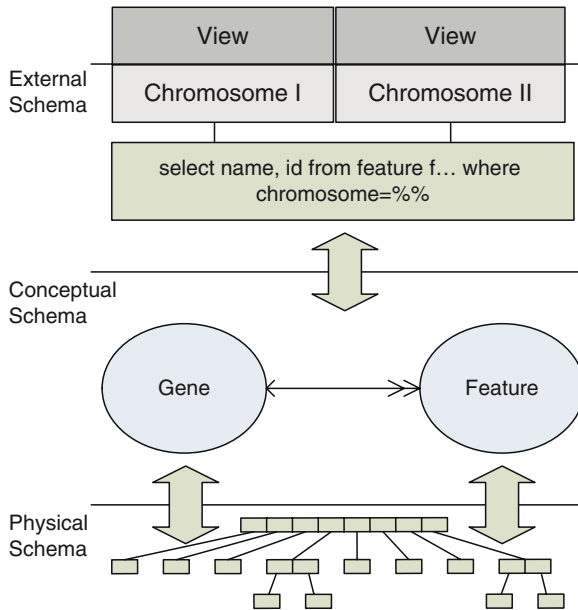 View
View
External
Schema
Chromosome I
Chromosome II
select name, id from feature f... where
chromosome=%%
Conceptual
Schema
Gene
Feature
Physical
Schema